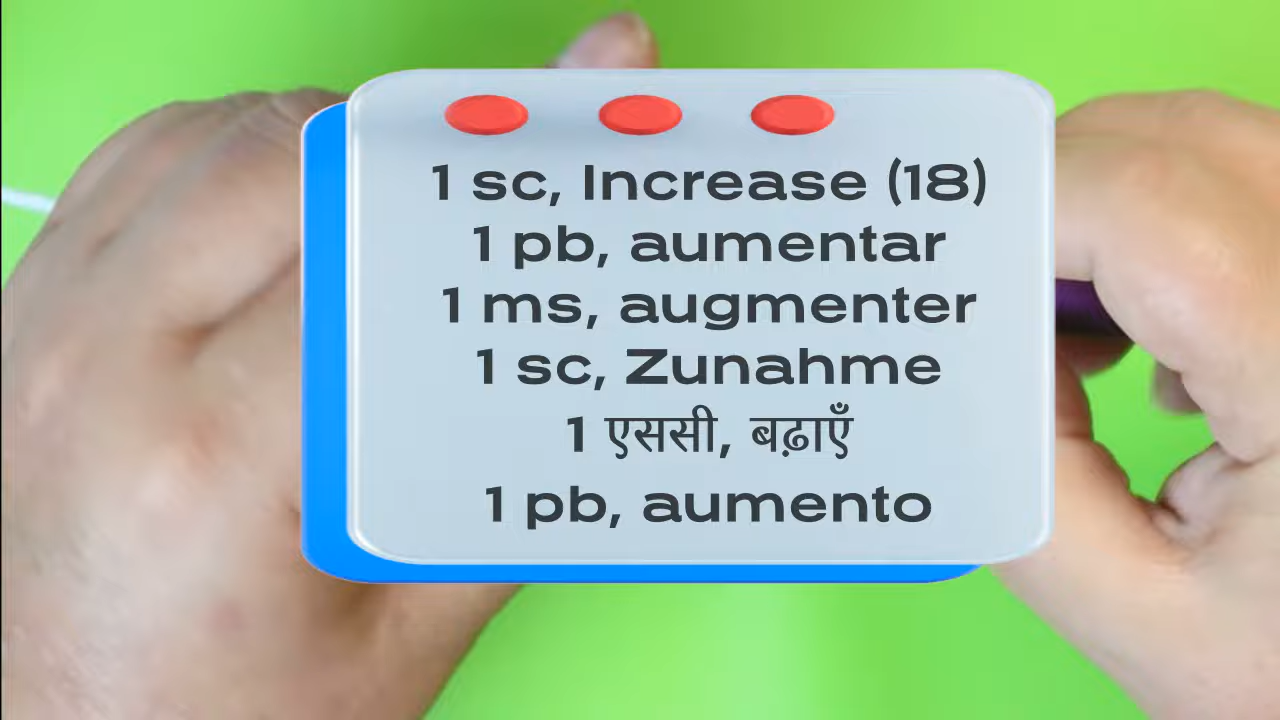 1 sc, Increase (18)
1 pb, aumentar
1 ms, augmenter
1 sc, Zunahme
1 एससी, बढ़ाएँ
1 pb, aumento